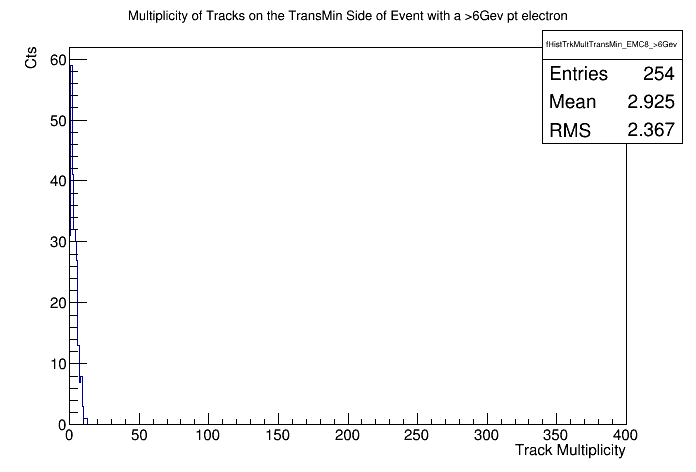 Multiplicity of Tracks on the TransMin Side of Event with a >6Gev pt electron
fHistTrkMultTransMin_EMC8_>6Gev
Entries 254
Mean 2.925
RMS 2.367
Cts
60
50
40
30
20
10
0
0 50 100 150 200 250 300 350 400
Track Multiplicity